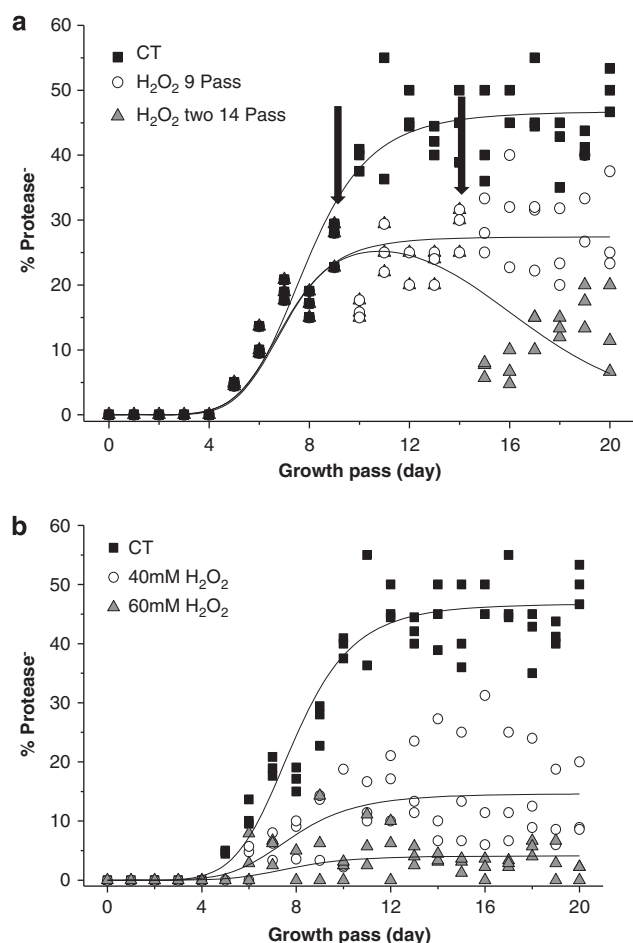 a
60
50
40
30
20
10
0
% Protease⁻
CT
H₂O₂ 9 Pass
H₂O₂ two 14 Pass
0 4 8 12 16 20
Growth pass (day)
b
60
50
40
30
20
10
0
% Protease⁻
CT
40mM H₂O₂
60mM H₂O₂
0 4 8 12 16 20
Growth pass (day)